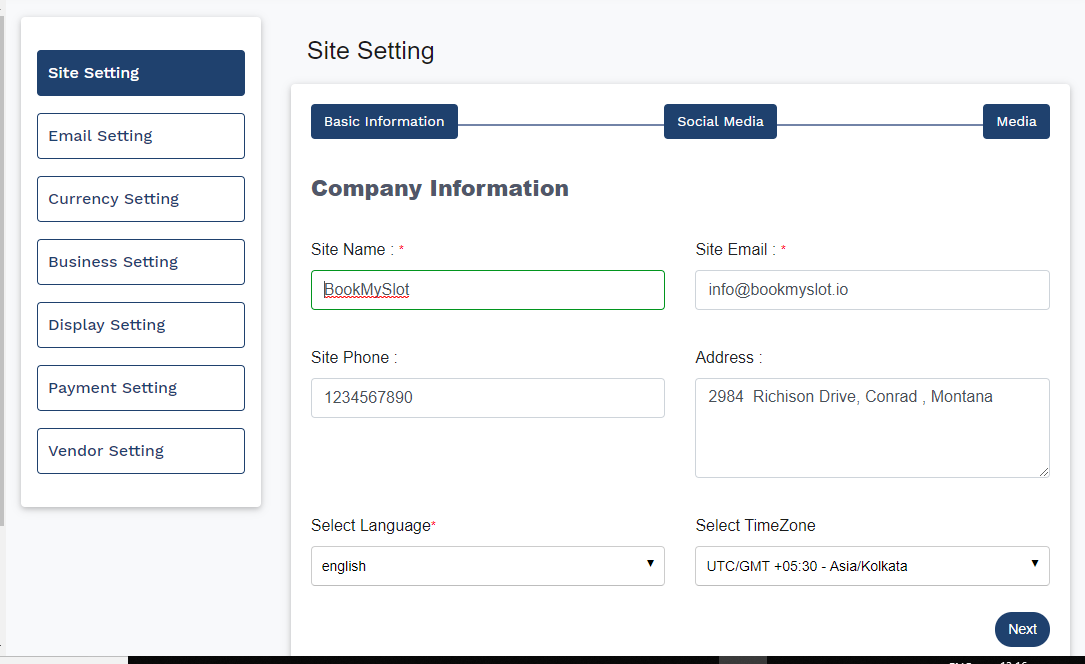 Site Setting
Email Setting
Currency Setting
Business Setting
Display Setting
Payment Setting
Vendor Setting
Site Setting
Basic Information
Social Media
Media
Company Information
Site Name : *
Site Email : *
BookMySlot
info@bookmyslot.io
Site Phone :
Address :
1234567890
2984  Richison Drive, Conrad , Montana
Select Language*
Select TimeZone
english
UTC/GMT +05:30 - Asia/Kolkata
Next